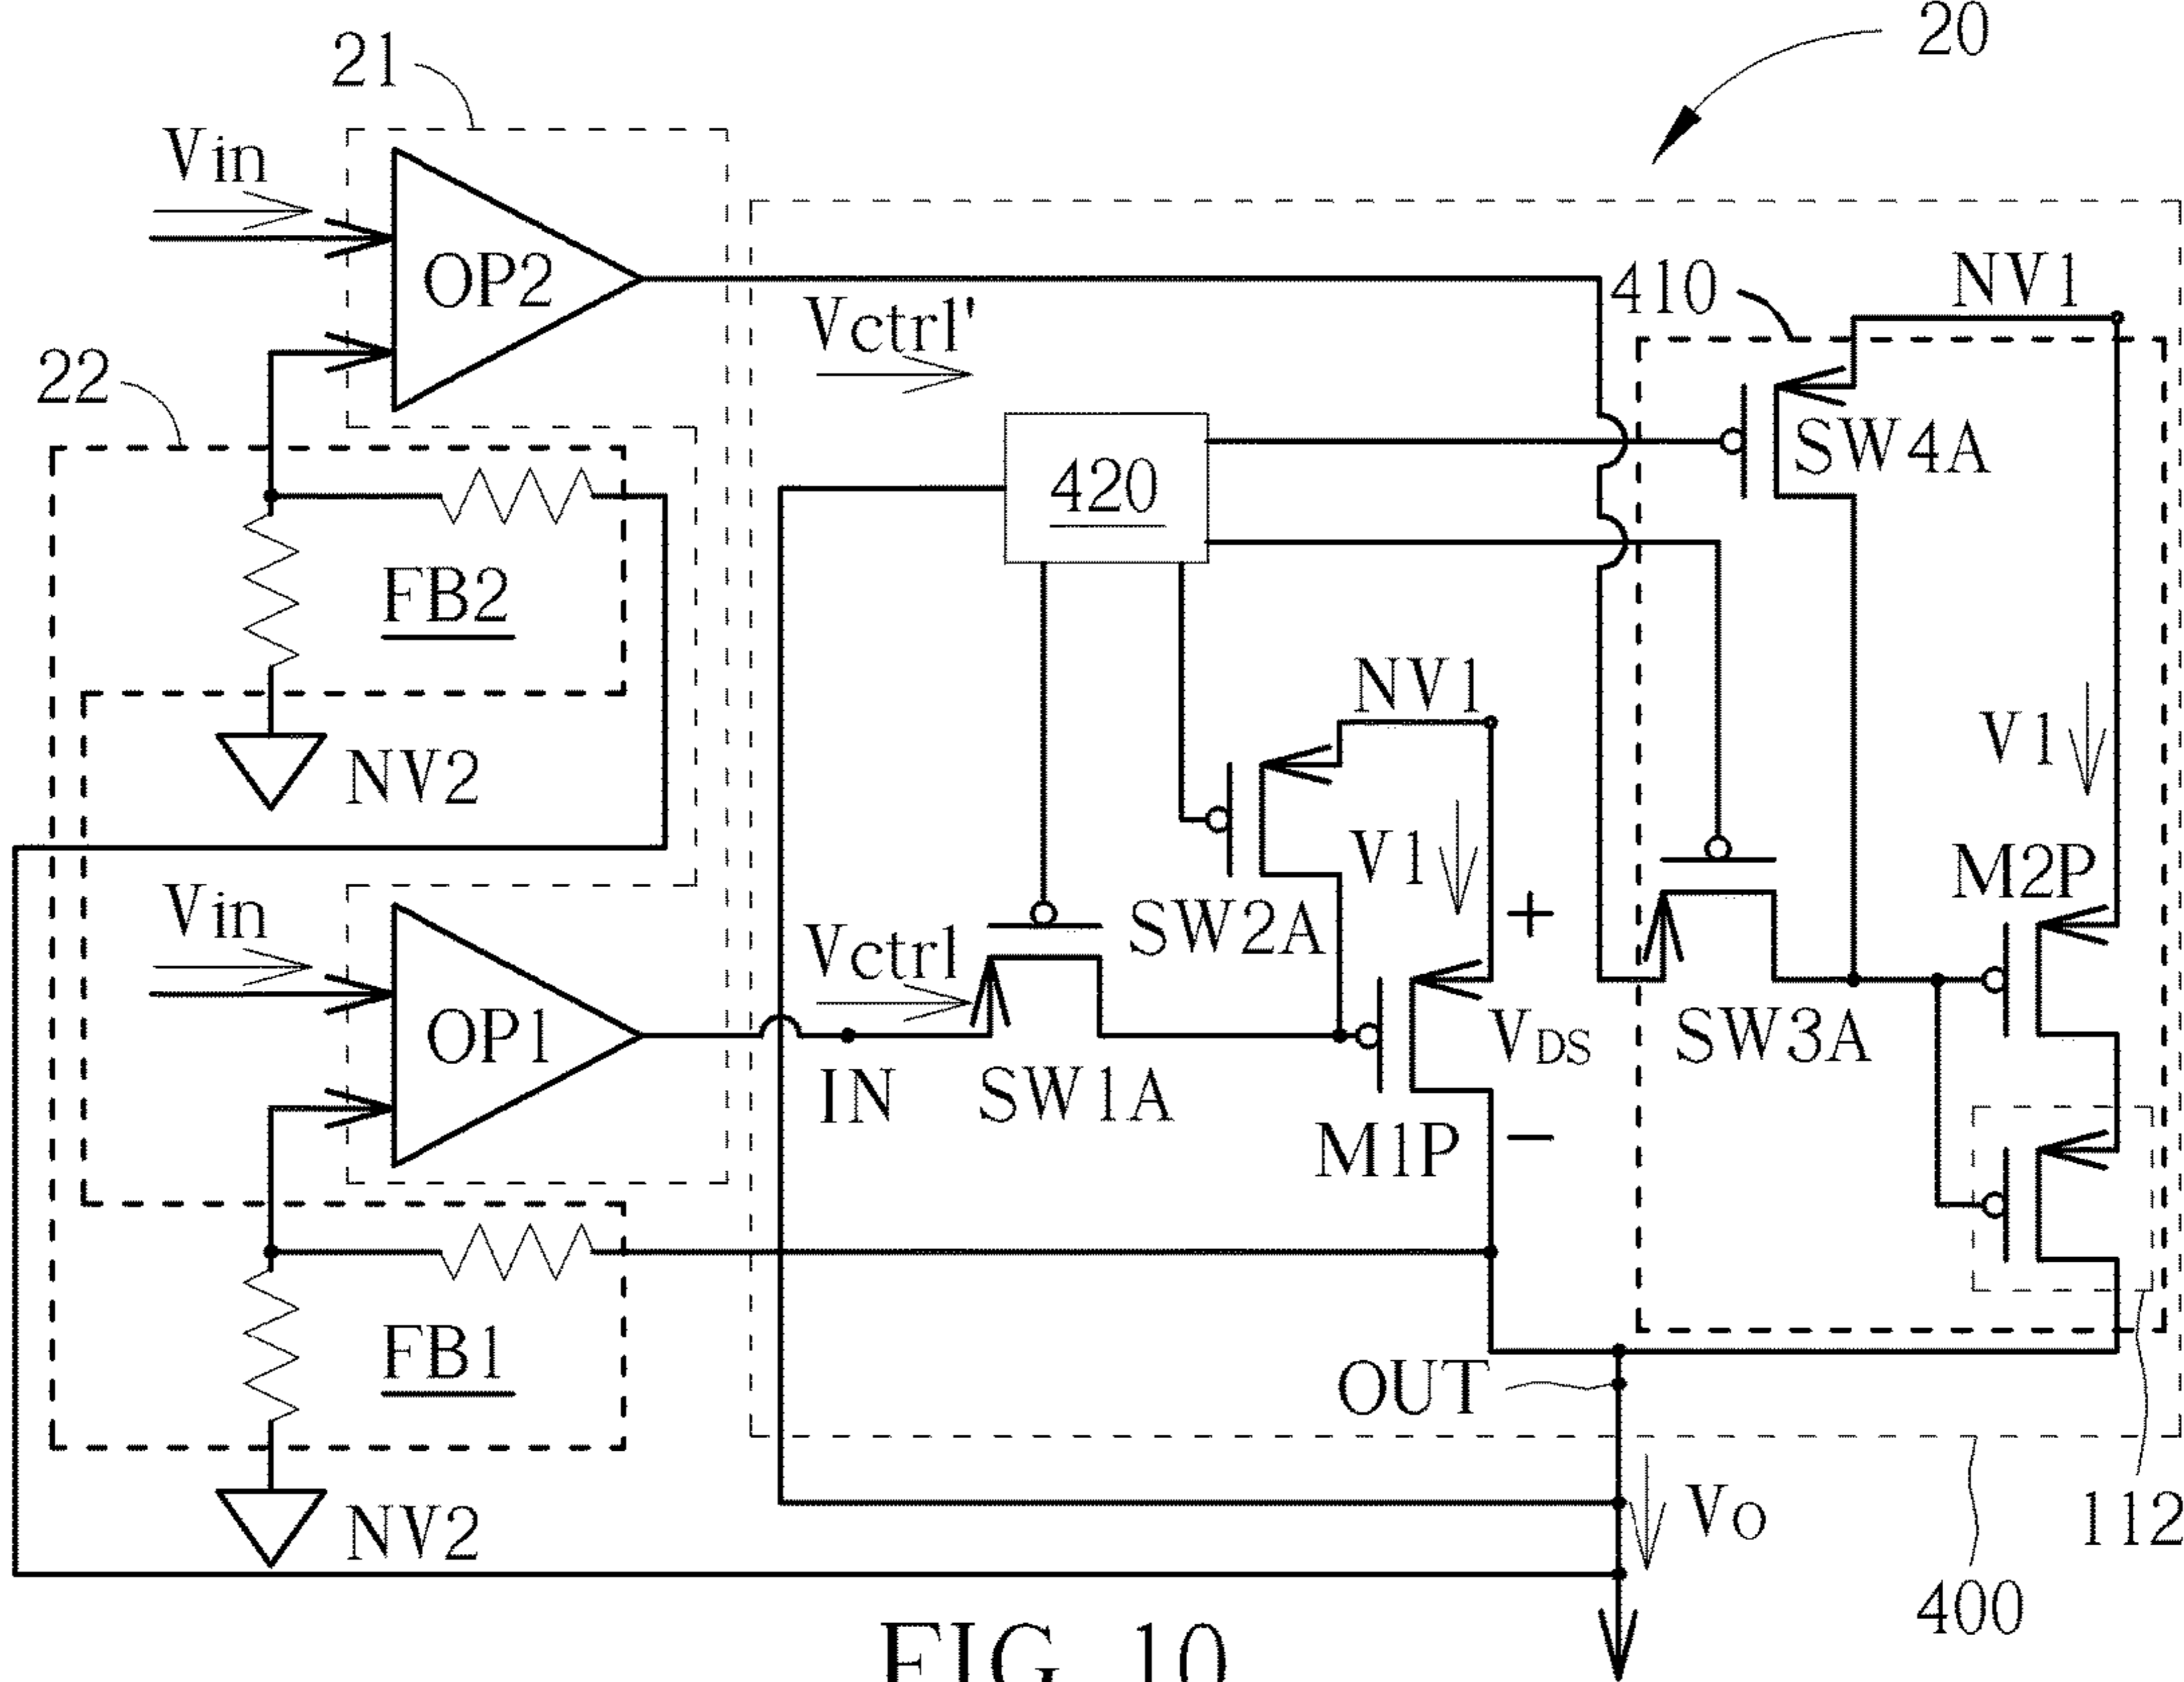 20
21
Vin
OP2
NV1
410
Vctrl'
22
SW4A
420
FB2
NV1
V1
NV2
V1
M2P
Vin
SW2A
Vctrl
+
OP1
VDS
SW3A
IN
SW1A
M1P
−
FB1
OUT
Vo
112
NV2
400
FIG. 10